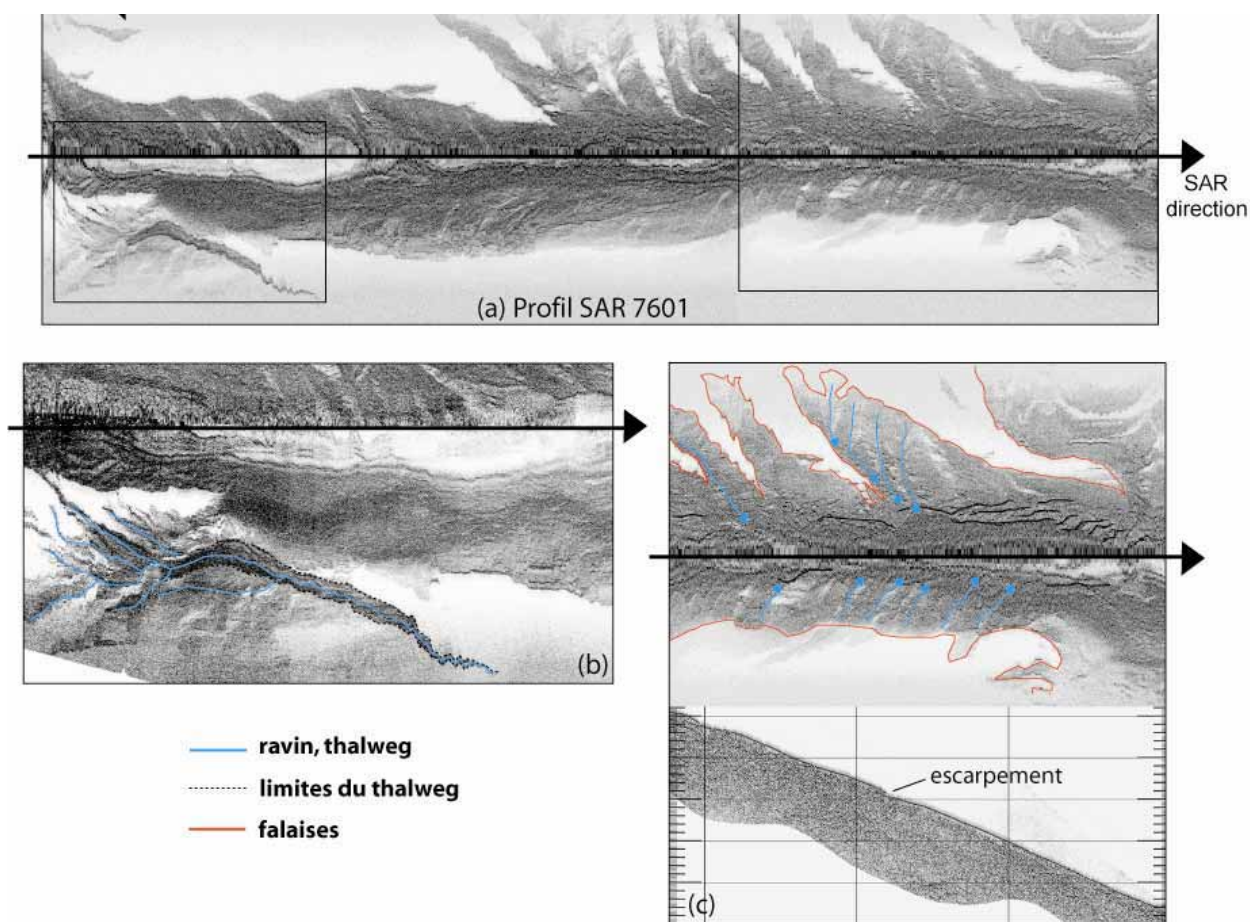 SAR
direction
(a) Profil SAR 7601
(b)
ravin, thalweg
limites du thalweg
falaises
escarpement
(c)